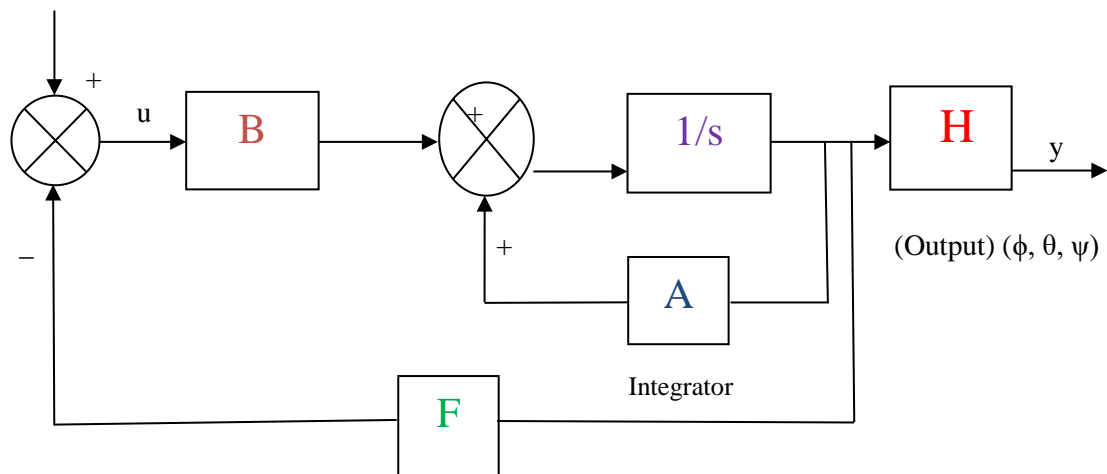 +
u
B
+
1/s
H
y
(Output) (ϕ, θ, ψ)
−
+
A
Integrator
F